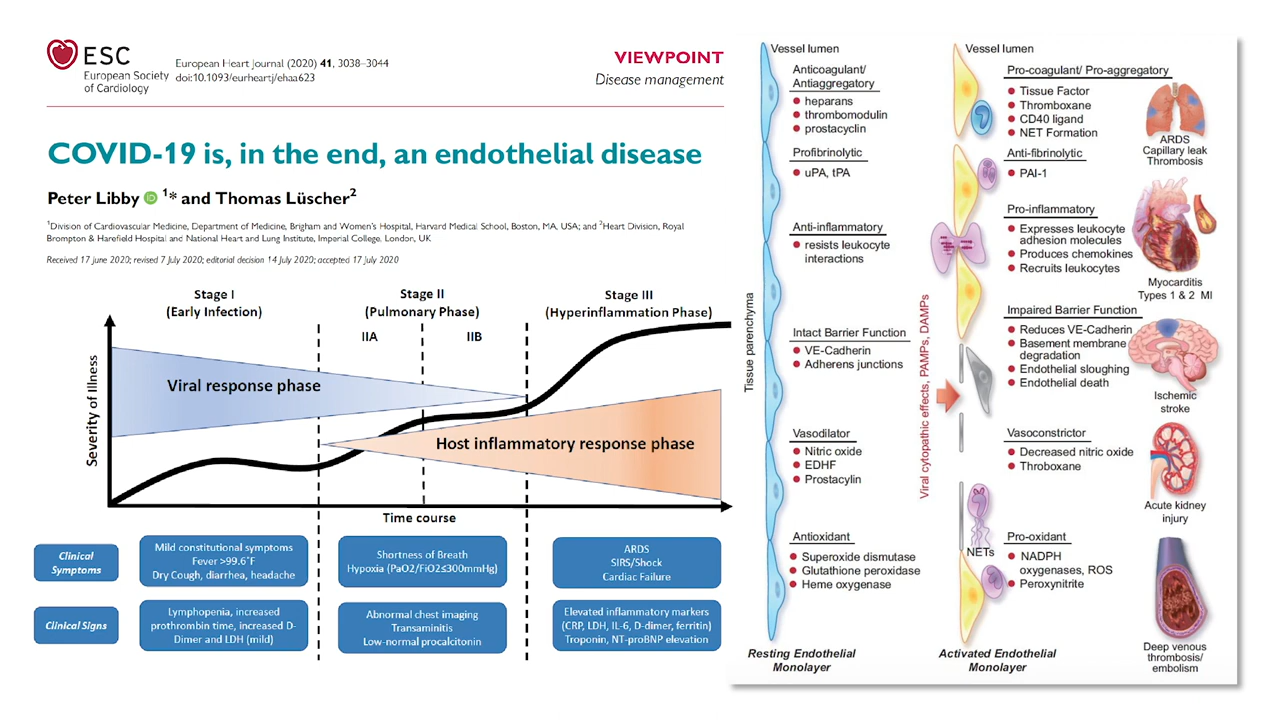 ESC
European Society
of Cardiology
European Heart Journal (2020) 41, 3038–3044
doi:10.1093/eurheartj/ehaa623
VIEWPOINT
Disease management
COVID-19 is, in the end, an endothelial disease
Peter Libby iD 1* and Thomas Lüscher2
1Division of Cardiovascular Medicine, Department of Medicine, Brigham and Women's Hospital, Harvard Medical School, Boston, MA, USA; and 2Heart Division, Royal
Brompton & Harefield Hospital and National Heart and Lung Institute, Imperial College, London, UK
Received 17 june 2020; revised 7 July 2020; editorial decision 14 July 2020; accepted 17 july 2020
Stage I
(Early Infection)
Stage II
(Pulmonary Phase)
Stage III
(Hyperinflammation Phase)
IIA
IIB
Severity of Illness
Viral response phase
Host inflammatory response phase
Time course
Clinical
Symptoms
Mild constitutional symptoms
Fever >99.6°F
Dry Cough, diarrhea, headache
Shortness of Breath
Hypoxia (PaO2/FiO2≤300mmHg)
ARDS
SIRS/Shock
Cardiac Failure
Clinical Signs
Lymphopenia, increased
prothrombin time, increased D-
Dimer and LDH (mild)
Abnormal chest imaging
Transaminitis
Low-normal procalcitonin
Elevated inflammatory markers
(CRP, LDH, IL-6, D-dimer, ferritin)
Troponin, NT-proBNP elevation
Vessel lumen
Tissue parenchyma
Anticoagulant/
Antiaggregatory
heparans
thrombomodulin
prostacyclin
Profibrinolytic
uPA, tPA
Anti-inflammatory
resists leukocyte
interactions
Intact Barrier Function
VE-Cadherin
Adherens junctions
Vasodilator
Nitric oxide
EDHF
Prostacylin
Antioxidant
Superoxide dismutase
Glutathione peroxidase
Heme oxygenase
Resting Endothelial
Monolayer
Vessel lumen
Viral cytopathic effects, PAMPs, DAMPs
Pro-coagulant/ Pro-aggregatory
Tissue Factor
Thromboxane
CD40 ligand
NET Formation
Anti-fibrinolytic
PAI-1
Pro-inflammatory
Expresses leukocyte
adhesion molecules
Produces chemokines
Recruits leukocytes
Impaired Barrier Function
Reduces VE-Cadherin
Basement membrane
degradation
Endothelial sloughing
Endothelial death
Vasoconstrictor
Decreased nitric oxide
Throboxane
NETs
Pro-oxidant
NADPH
oxygenases, ROS
Peroxynitrite
Activated Endothelial
Monolayer
ARDS
Capillary leak
Thrombosis
Myocarditis
Types 1 & 2 MI
Ischemic
stroke
Acute kidney
injury
Deep venous
thrombosis/
embolism